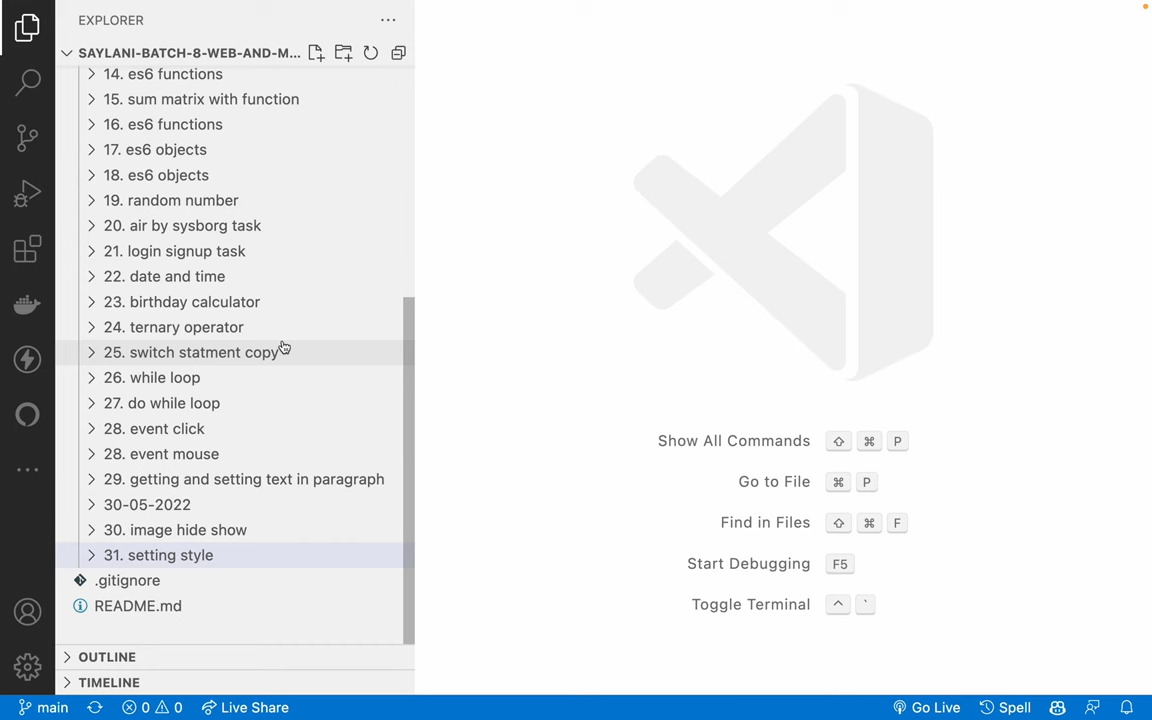 EXPLORER
SAYLANI-BATCH-8-WEB-AND-M...
14. es6 functions
15. sum matrix with function
16. es6 functions
17. es6 objects
18. es6 objects
19. random number
20. air by sysborg task
21. login signup task
22. date and time
23. birthday calculator
24. ternary operator
25. switch statment copy
26. while loop
27. do while loop
28. event click
28. event mouse
29. getting and setting text in paragraph
30-05-2022
30. image hide show
31. setting style
.gitignore
README.md
OUTLINE
TIMELINE
Show All Commands ⇧ ⌘ P
Go to File ⌘ P
Find in Files ⇧ ⌘ F
Start Debugging F5
Toggle Terminal ^ `
main 0 0 Live Share Go Live Spell